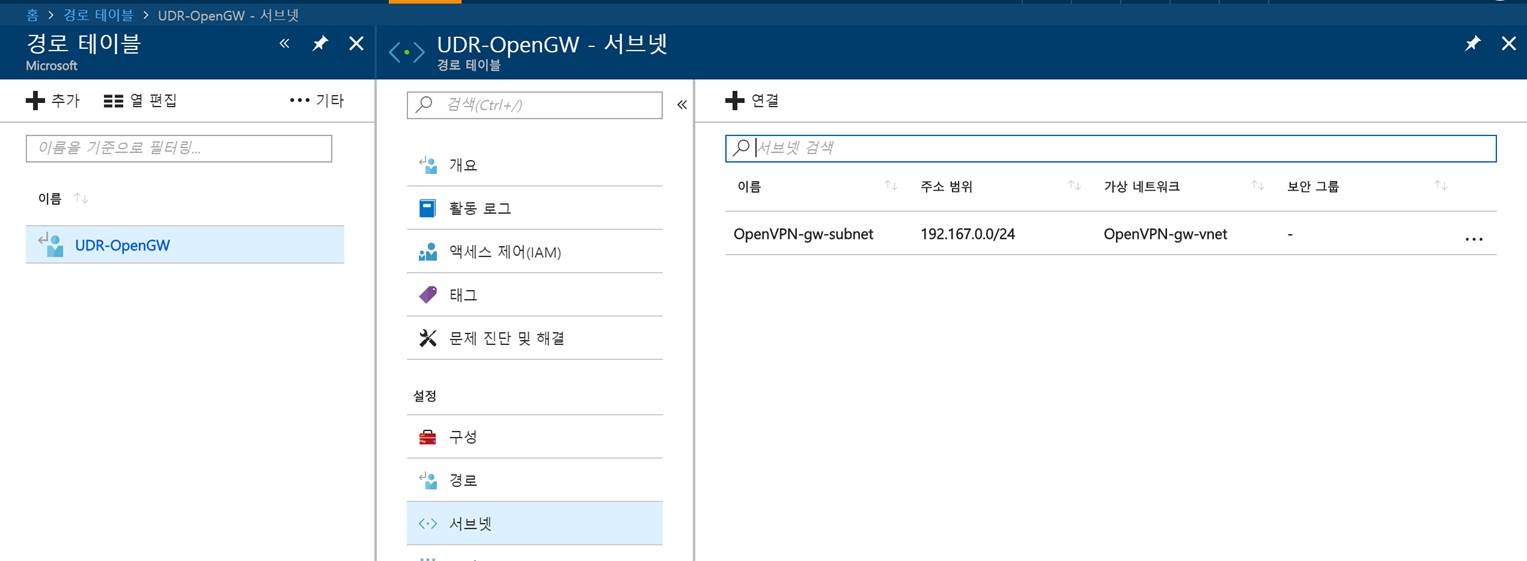 홈 > 경로 테이블 > UDR-OpenGW - 서브넷
경로 테이블
Microsoft
추가 열 편집 ··· 기타
이름을 기준으로 필터링...
이름
UDR-OpenGW
UDR-OpenGW - 서브넷
경로 테이블
검색(Ctrl+/)
개요
활동 로그
액세스 제어(IAM)
태그
문제 진단 및 해결
설정
구성
경로
서브넷
연결
서브넷 검색
이름 주소 범위 가상 네트워크 보안 그룹
OpenVPN-gw-subnet 192.167.0.0/24 OpenVPN-gw-vnet - ...